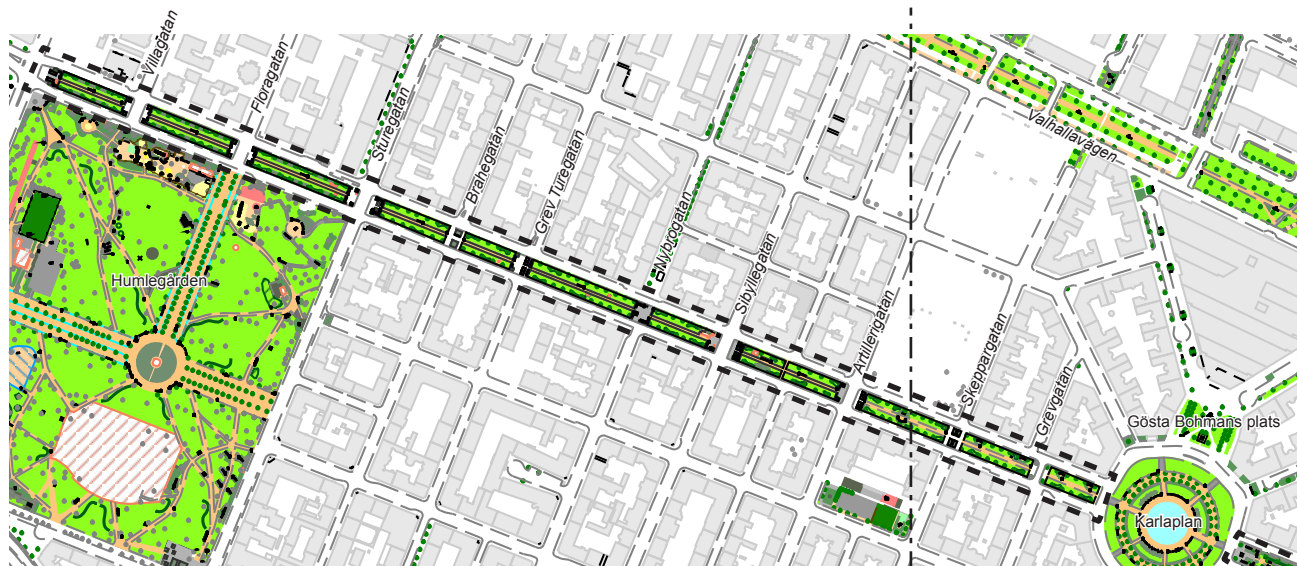 Villagatan
Floragatan
Sturegatan
Brahegatan
Grev Turegatan
Nybrogatan
Sibyllegatan
Artillerigatan
Skeppargatan
Grevgatan
Valhallavägen
Humlegården
Gösta Bohmans plats
Karlaplan